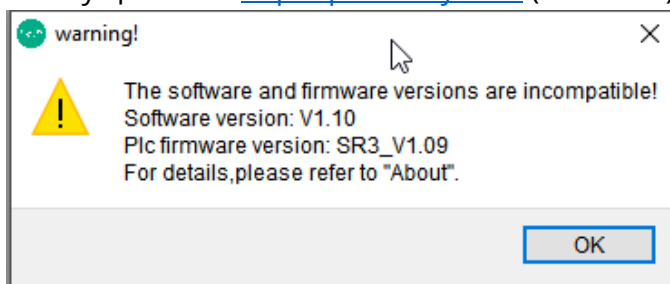 warning!
The software and firmware versions are incompatible!
Software version: V1.10
Plc firmware version: SR3_V1.09
For details,please refer to "About".
OK